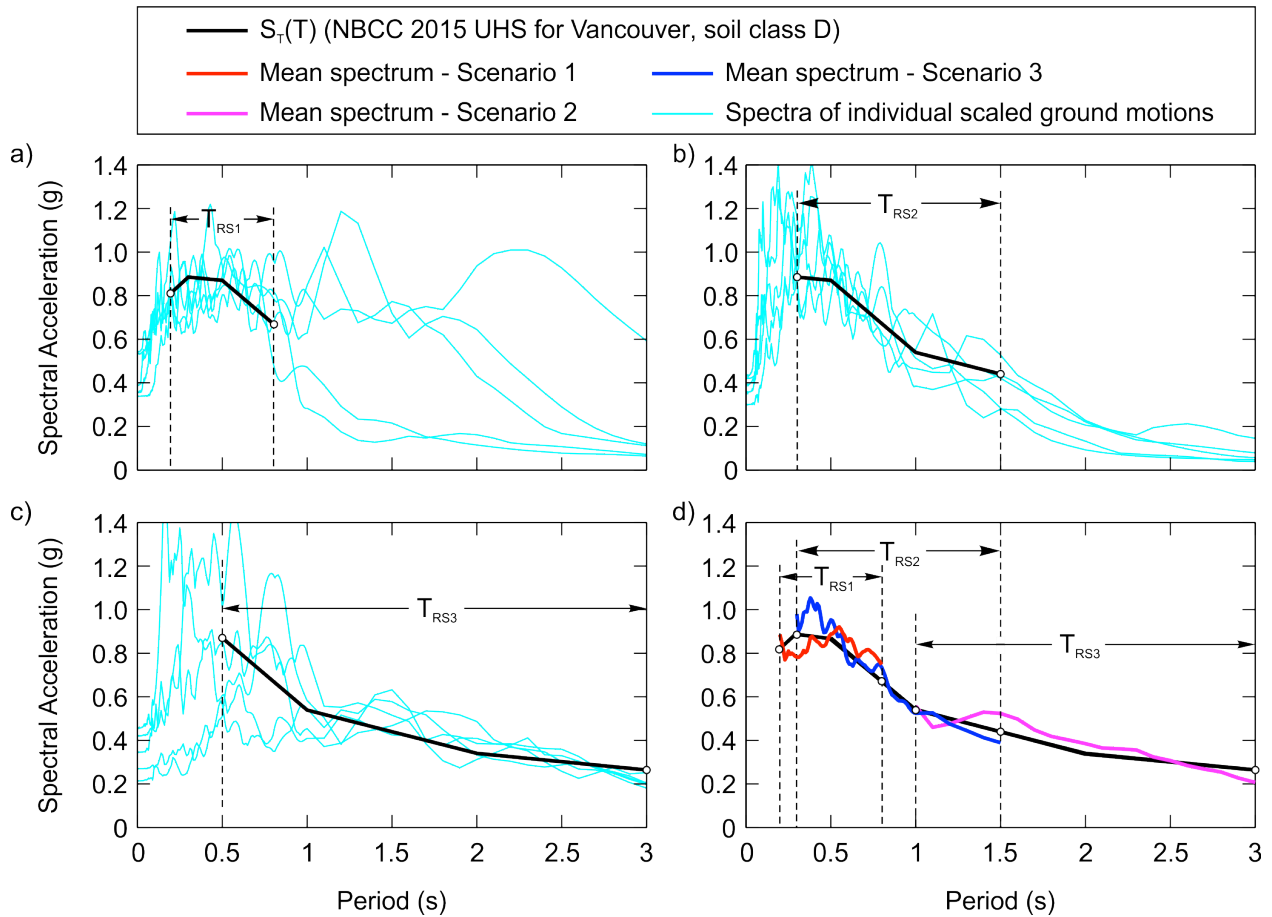 S_T(T) (NBCC 2015 UHS for Vancouver, soil class D)
Mean spectrum - Scenario 1
Mean spectrum - Scenario 3
Mean spectrum - Scenario 2
Spectra of individual scaled ground motions
a)
1.4
1.2
1.0
0.8
0.6
0.4
0.2
0
Spectral Acceleration (g)
T_RS1
b)
1.4
1.2
1.0
0.8
0.6
0.4
0.2
0
T_RS2
c)
1.4
1.2
1.0
0.8
0.6
0.4
0.2
0
Spectral Acceleration (g)
T_RS3
0 0.5 1 1.5 2 2.5 3
Period (s)
d)
1.4
1.2
1.0
0.8
0.6
0.4
0.2
0
T_RS2
T_RS1
T_RS3
0 0.5 1 1.5 2 2.5 3
Period (s)